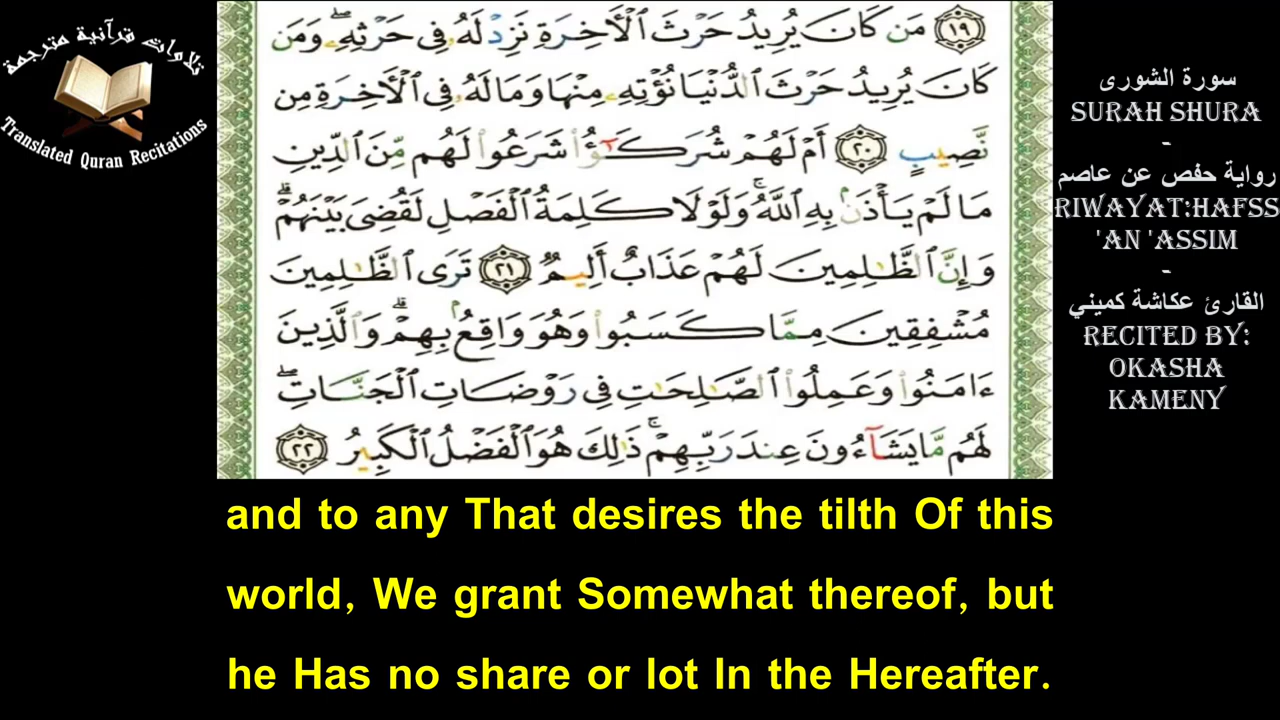 تلاوات قرآنية مترجمة
Translated Quran Recitations
۝١٩ مَن كَانَ يُرِيدُ حَرْثَ ٱلْأَخِرَةِ نَزِدْ لَهُۥ فِى حَرْثِهِۦۖ وَمَن
كَانَ يُرِيدُ حَرْثَ ٱلدُّنْيَا نُؤْتِهِۦ مِنْهَا وَمَا لَهُۥ فِى ٱلْأَخِرَةِ مِن
نَّصِيبٍ ۝٢٠ أَمْ لَهُمْ شُرَكَٰٓؤُا۟ شَرَعُوا۟ لَهُم مِّنَ ٱلدِّينِ
مَا لَمْ يَأْذَنۢ بِهِ ٱللَّهُۚ وَلَوْلَا كَلِمَةُ ٱلْفَصْلِ لَقُضِىَ بَيْنَهُمْۗ
وَإِنَّ ٱلظَّٰلِمِينَ لَهُمْ عَذَابٌ أَلِيمٌ ۝٢١ تَرَى ٱلظَّٰلِمِينَ
مُشْفِقِينَ مِمَّا كَسَبُوا۟ وَهُوَ وَاقِعٌۢ بِهِمْۗ وَٱلَّذِينَ
ءَامَنُوا۟ وَعَمِلُوا۟ ٱلصَّٰلِحَٰتِ فِى رَوْضَاتِ ٱلْجَنَّاتِۖ
لَهُم مَّا يَشَآءُونَ عِندَ رَبِّهِمْۚ ذَٰلِكَ هُوَ ٱلْفَضْلُ ٱلْكَبِيرُ ۝٢٢
سورة الشورى
SURAH SHURA
-
رواية حفص عن عاصم
RIWAYAT:HAFSS
'AN 'ASSIM
-
القارئ عكاشة كميني
RECITED BY:
OKASHA
KAMENY
and to any That desires the tilth Of this
world, We grant Somewhat thereof, but
he Has no share or lot In the Hereafter.